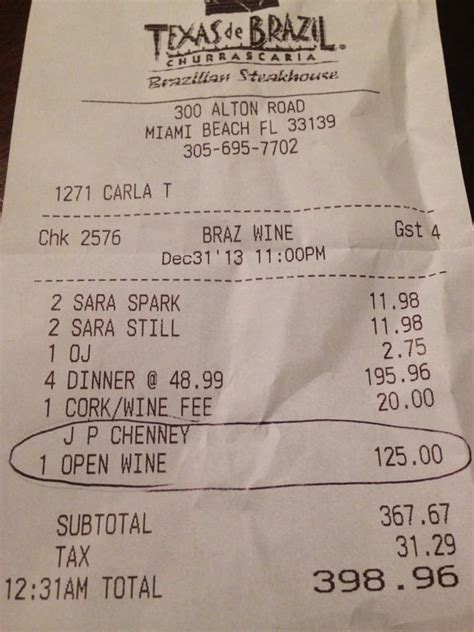 TEXAS de BRAZIL
CHURRASCARIA
Brazilian Steakhouse
300 ALTON ROAD
MIAMI BEACH FL 33139
305-695-7702
1271 CARLA T
Chk 2576 BRAZ WINE Gst 4
Dec31'13 11:00PM
2 SARA SPARK 11.98
2 SARA STILL 11.98
1 OJ 2.75
4 DINNER @ 48.99 195.96
1 CORK/WINE FEE 20.00
J P CHENNEY
1 OPEN WINE 125.00
SUBTOTAL 367.67
TAX 31.29
12:31AM TOTAL 398.96